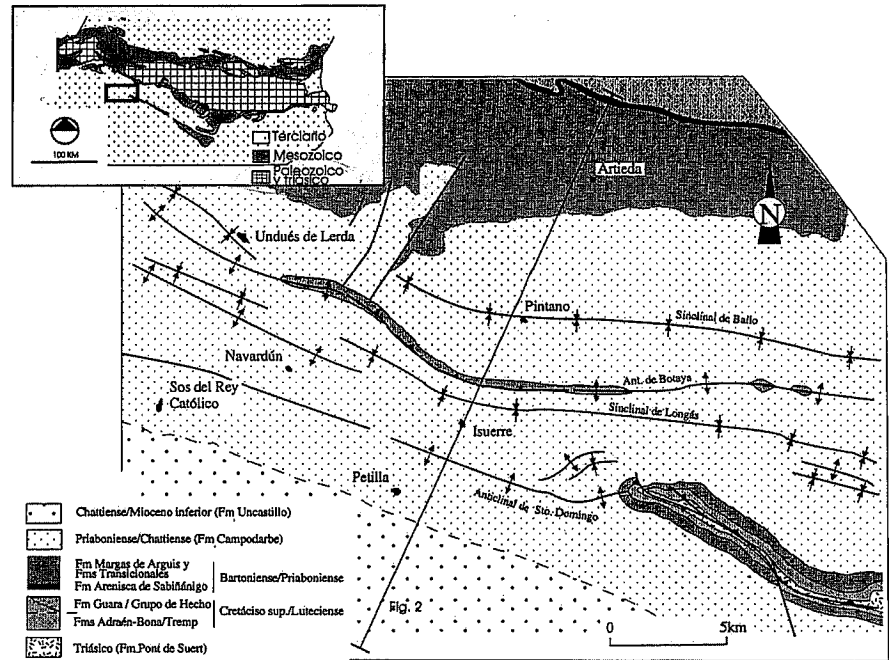 100 KM
Terciario
Mesozoico
Paleozoico
y triásico
Artieda
N
Undués de Lerda
Pintano
Sinclinal de Bailo
Navardún
Ant. de Botaya
Sos del Rey
Católico
Sinclinal de Longás
Isuerre
Petilla
Anticlinal de Sto. Domingo
Chattiense/Mioceno inferior (Fm Uncastillo)
Priaboniense/Chattiense (Fm Campodarbe)
Fm Margas de Arguis y
Fms Transicionales
Fm Arenisca de Sabiñánigo
Bartoniense/Priaboniense
Fm Guara / Grupo de Hecho
Fms Adraén-Bona/Tremp
Cretáciso sup./Luteciense
Triásico (Fm. Pont de Suert)
Fig. 2
0 5km